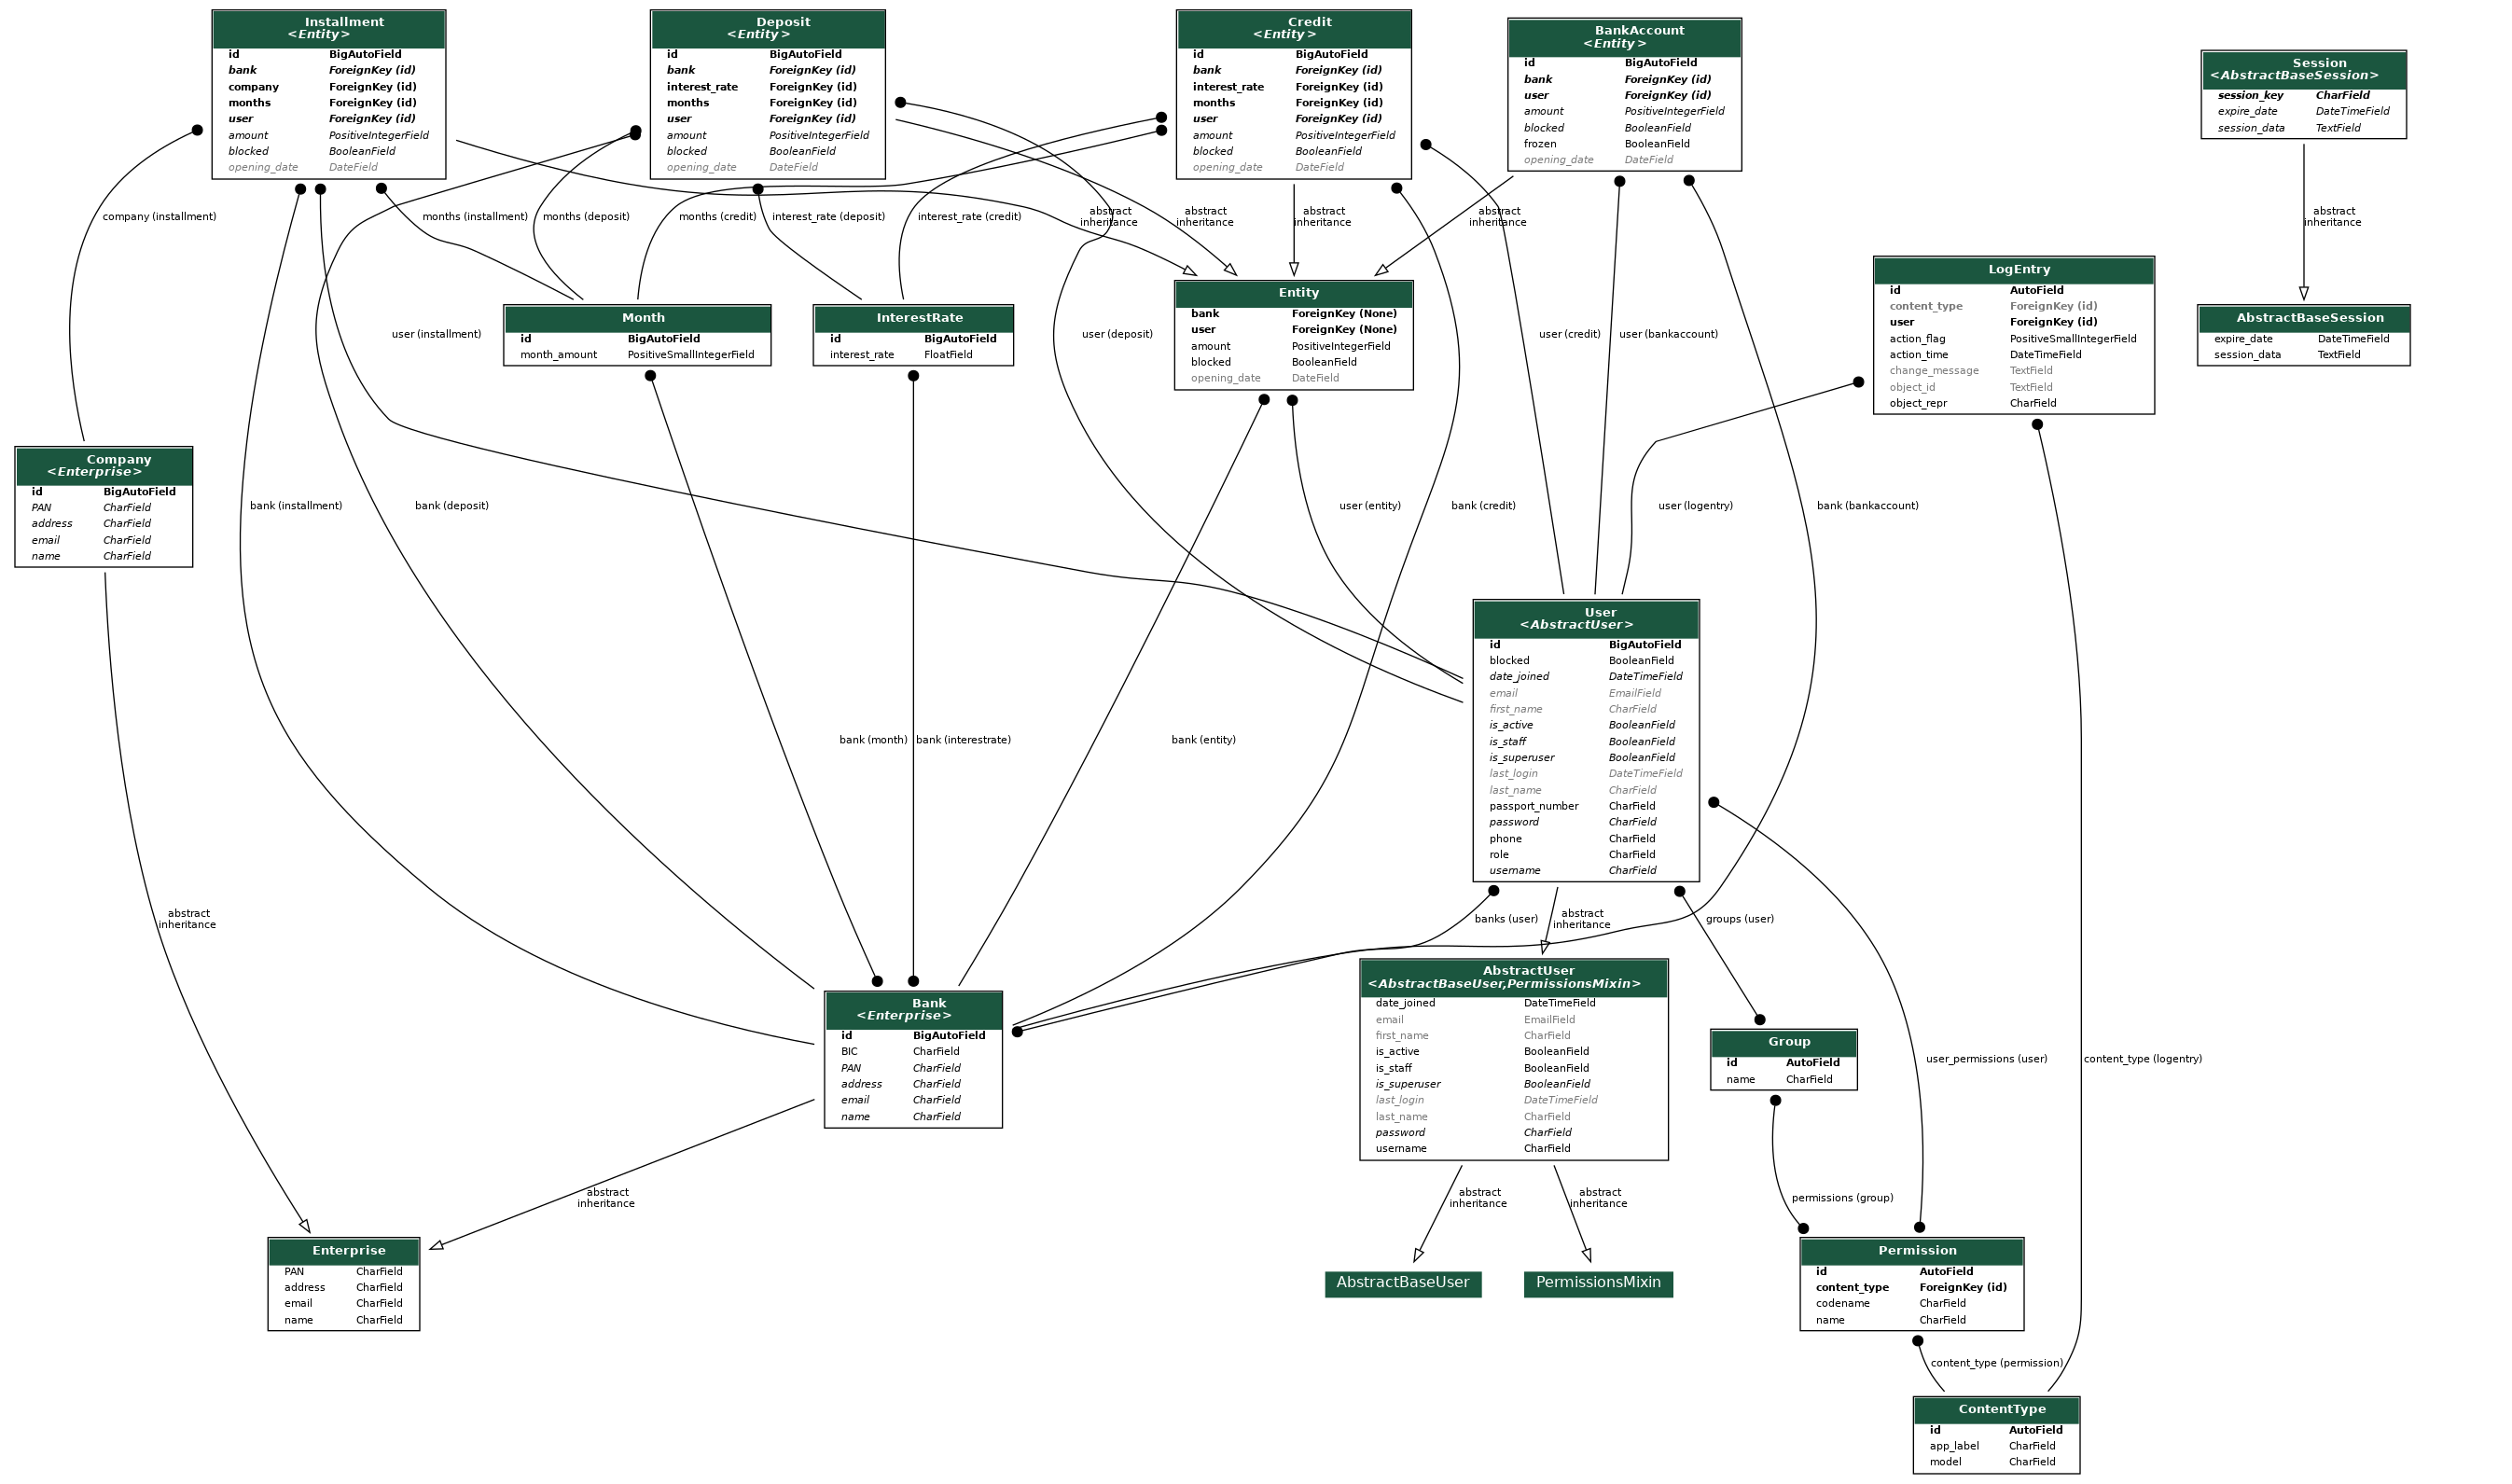 Installment
<Entity>
id BigAutoField
bank ForeignKey (id)
company ForeignKey (id)
months ForeignKey (id)
user ForeignKey (id)
amount PositiveIntegerField
blocked BooleanField
opening_date DateField
Deposit
<Entity>
id BigAutoField
bank ForeignKey (id)
interest_rate ForeignKey (id)
months ForeignKey (id)
user ForeignKey (id)
amount PositiveIntegerField
blocked BooleanField
opening_date DateField
Credit
<Entity>
id BigAutoField
bank ForeignKey (id)
interest_rate ForeignKey (id)
months ForeignKey (id)
user ForeignKey (id)
amount PositiveIntegerField
blocked BooleanField
opening_date DateField
BankAccount
<Entity>
id BigAutoField
bank ForeignKey (id)
user ForeignKey (id)
amount PositiveIntegerField
blocked BooleanField
frozen BooleanField
opening_date DateField
Session
<AbstractBaseSession>
session_key CharField
expire_date DateTimeField
session_data TextField
company (installment)
months (installment)
months (deposit)
months (credit)
interest_rate (deposit)
interest_rate (credit)
abstract
inheritance
abstract
inheritance
abstract
inheritance
abstract
inheritance
abstract
inheritance
LogEntry
id AutoField
content_type ForeignKey (id)
user ForeignKey (id)
action_flag PositiveSmallIntegerField
action_time DateTimeField
change_message TextField
object_id TextField
object_repr CharField
Entity
bank ForeignKey (None)
user ForeignKey (None)
amount PositiveIntegerField
blocked BooleanField
opening_date DateField
Month
id BigAutoField
month_amount PositiveSmallIntegerField
InterestRate
id BigAutoField
interest_rate FloatField
AbstractBaseSession
expire_date DateTimeField
session_data TextField
user (installment)
user (deposit)
user (credit)
user (bankaccount)
Company
<Enterprise>
id BigAutoField
PAN CharField
address CharField
email CharField
name CharField
bank (installment)
bank (deposit)
user (entity)
bank (credit)
user (logentry)
bank (bankaccount)
User
<AbstractUser>
id BigAutoField
blocked BooleanField
date_joined DateTimeField
email EmailField
first_name CharField
is_active BooleanField
is_staff BooleanField
is_superuser BooleanField
last_login DateTimeField
last_name CharField
passport_number CharField
password CharField
phone CharField
role CharField
username CharField
bank (month)
bank (interestrate)
bank (entity)
abstract
inheritance
banks (user)
abstract
inheritance
groups (user)
Bank
<Enterprise>
id BigAutoField
BIC CharField
PAN CharField
address CharField
email CharField
name CharField
AbstractUser
<AbstractBaseUser,PermissionsMixin>
date_joined DateTimeField
email EmailField
first_name CharField
is_active BooleanField
is_staff BooleanField
is_superuser BooleanField
last_login DateTimeField
last_name CharField
password CharField
username CharField
Group
id AutoField
name CharField
user_permissions (user)
content_type (logentry)
abstract
inheritance
abstract
inheritance
abstract
inheritance
permissions (group)
Enterprise
PAN CharField
address CharField
email CharField
name CharField
AbstractBaseUser
PermissionsMixin
Permission
id AutoField
content_type ForeignKey (id)
codename CharField
name CharField
content_type (permission)
ContentType
id AutoField
app_label CharField
model CharField